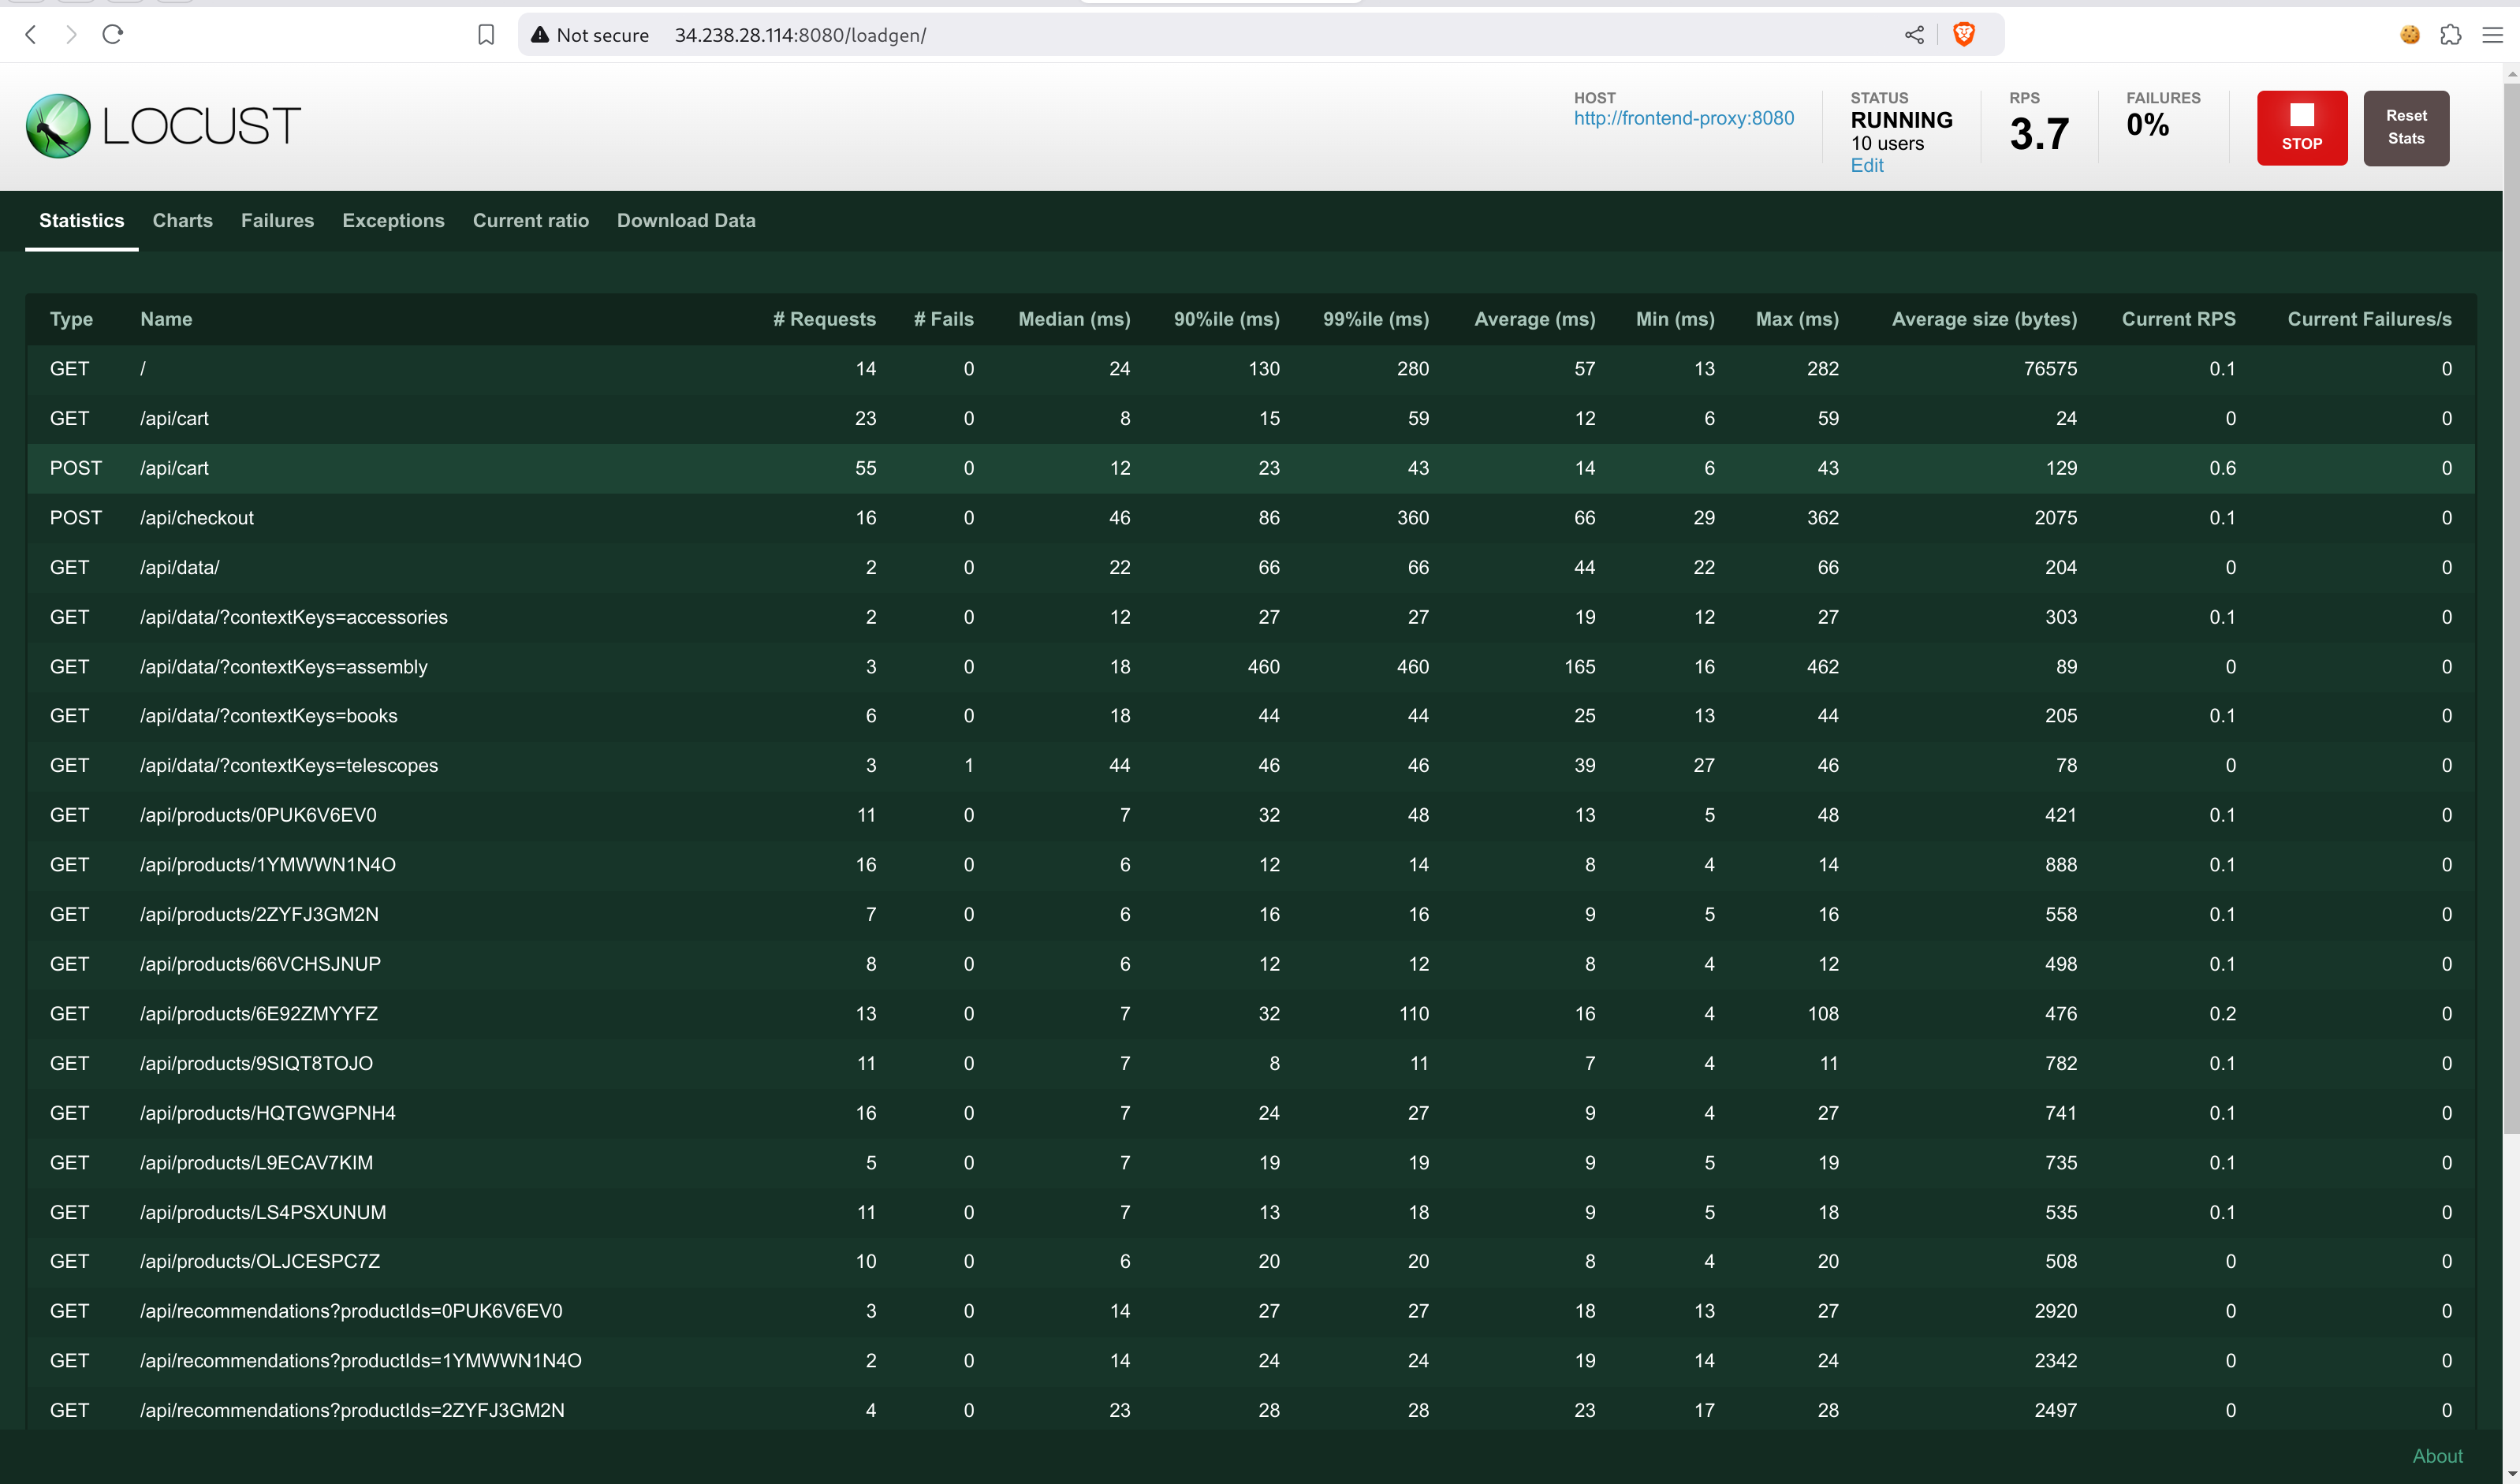 Not secure 34.238.28.114:8080/loadgen/
LOCUST
HOST
http://frontend-proxy:8080
STATUS
RUNNING
10 users
Edit
RPS
3.7
FAILURES
0%
STOP
Reset
Stats
Statistics Charts Failures Exceptions Current ratio Download Data
Type Name # Requests # Fails Median (ms) 90%ile (ms) 99%ile (ms) Average (ms) Min (ms) Max (ms) Average size (bytes) Current RPS Current Failures/s
GET / 14 0 24 130 280 57 13 282 76575 0.1 0
GET /api/cart 23 0 8 15 59 12 6 59 24 0 0
POST /api/cart 55 0 12 23 43 14 6 43 129 0.6 0
POST /api/checkout 16 0 46 86 360 66 29 362 2075 0.1 0
GET /api/data/ 2 0 22 66 66 44 22 66 204 0 0
GET /api/data/?contextKeys=accessories 2 0 12 27 27 19 12 27 303 0.1 0
GET /api/data/?contextKeys=assembly 3 0 18 460 460 165 16 462 89 0 0
GET /api/data/?contextKeys=books 6 0 18 44 44 25 13 44 205 0.1 0
GET /api/data/?contextKeys=telescopes 3 1 44 46 46 39 27 46 78 0 0
GET /api/products/0PUK6V6EV0 11 0 7 32 48 13 5 48 421 0.1 0
GET /api/products/1YMWWN1N4O 16 0 6 12 14 8 4 14 888 0.1 0
GET /api/products/2ZYFJ3GM2N 7 0 6 16 16 9 5 16 558 0.1 0
GET /api/products/66VCHSJNUP 8 0 6 12 12 8 4 12 498 0.1 0
GET /api/products/6E92ZMYYFZ 13 0 7 32 110 16 4 108 476 0.2 0
GET /api/products/9SIQT8TOJO 11 0 7 8 11 7 4 11 782 0.1 0
GET /api/products/HQTGWGPNH4 16 0 7 24 27 9 4 27 741 0.1 0
GET /api/products/L9ECAV7KIM 5 0 7 19 19 9 5 19 735 0.1 0
GET /api/products/LS4PSXUNUM 11 0 7 13 18 9 5 18 535 0.1 0
GET /api/products/OLJCESPC7Z 10 0 6 20 20 8 4 20 508 0 0
GET /api/recommendations?productIds=0PUK6V6EV0 3 0 14 27 27 18 13 27 2920 0 0
GET /api/recommendations?productIds=1YMWWN1N4O 2 0 14 24 24 19 14 24 2342 0 0
GET /api/recommendations?productIds=2ZYFJ3GM2N 4 0 23 28 28 23 17 28 2497 0 0
About